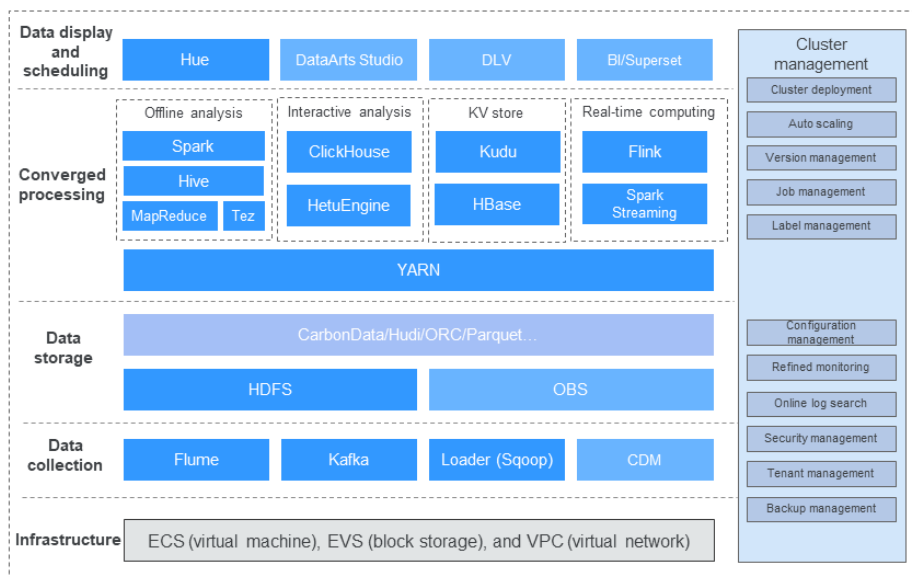 Data display
and
scheduling
Hue
DataArts Studio
DLV
BI/Superset
Converged
processing
Offline analysis
Spark
Hive
MapReduce
Tez
Interactive analysis
ClickHouse
HetuEngine
KV store
Kudu
HBase
Real-time computing
Flink
Spark
Streaming
YARN
Data
storage
CarbonData/Hudi/ORC/Parquet...
HDFS
OBS
Data
collection
Flume
Kafka
Loader (Sqoop)
CDM
Infrastructure
ECS (virtual machine), EVS (block storage), and VPC (virtual network)
Cluster
management
Cluster deployment
Auto scaling
Version management
Job management
Label management
Configuration
management
Refined monitoring
Online log search
Security management
Tenant management
Backup management